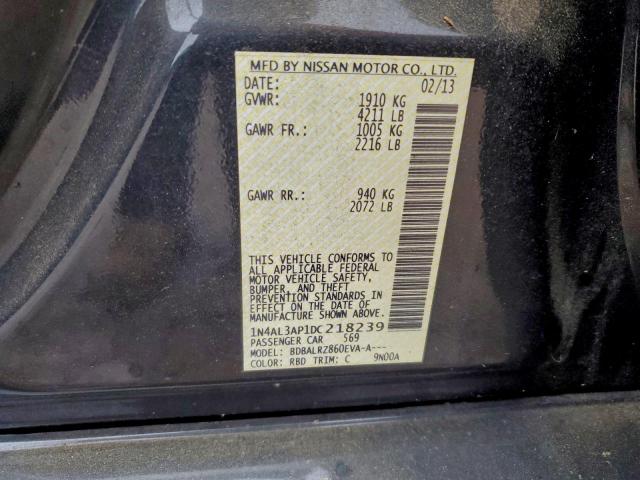 MFD BY NISSAN MOTOR CO., LTD.
DATE: 02/13
GVWR: 1910 KG
4211 LB
GAWR FR.: 1005 KG
2216 LB
GAWR RR.: 940 KG
2072 LB
THIS VEHICLE CONFORMS TO
ALL APPLICABLE FEDERAL
MOTOR VEHICLE SAFETY,
BUMPER, AND THEFT
PREVENTION STANDARDS IN
EFFECT ON THE DATE OF
MANUFACTURE SHOWN ABOVE.
1N4AL3AP1DC218239
PASSENGER CAR 569
MODEL: BDBALRZ860EVA-A---
COLOR: RBD TRIM: C 9N00A